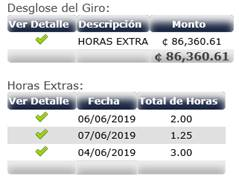 Desglose del Giro:
Ver Detalle Descripción Monto
HORAS EXTRA ₡ 86,360.61
₡ 86,360.61
Horas Extras:
Ver Detalle Fecha Total de Horas
06/06/2019 2.00
07/06/2019 1.25
04/06/2019 3.00